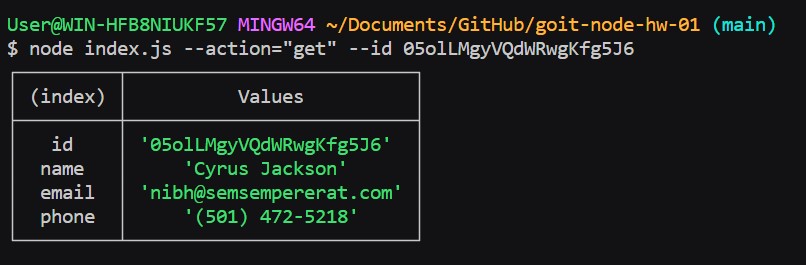 User@WIN-HFB8NIUKF57 MINGW64 ~/Documents/GitHub/goit-node-hw-01 (main)
$ node index.js --action="get" --id 05olLMgyVQdWRwgKfg5J6
(index) Values
id '05olLMgyVQdWRwgKfg5J6'
name 'Cyrus Jackson'
email 'nibh@semsempererat.com'
phone '(501) 472-5218'